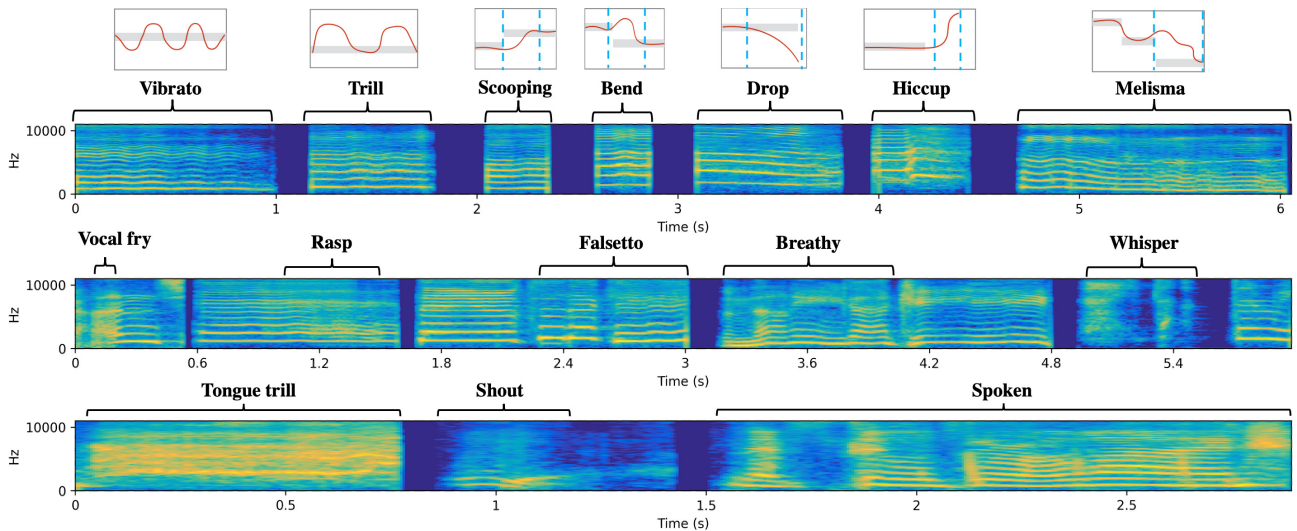 Vibrato Trill Scooping Bend Drop Hiccup Melisma
10000
Hz
0
0 1 2 3 4 5 6
Time (s)
Vocal fry Rasp Falsetto Breathy Whisper
10000
Hz
0
0 0.6 1.2 1.8 2.4 3 3.6 4.2 4.8 5.4
Time (s)
Tongue trill Shout Spoken
10000
Hz
0
0 0.5 1 1.5 2 2.5
Time (s)